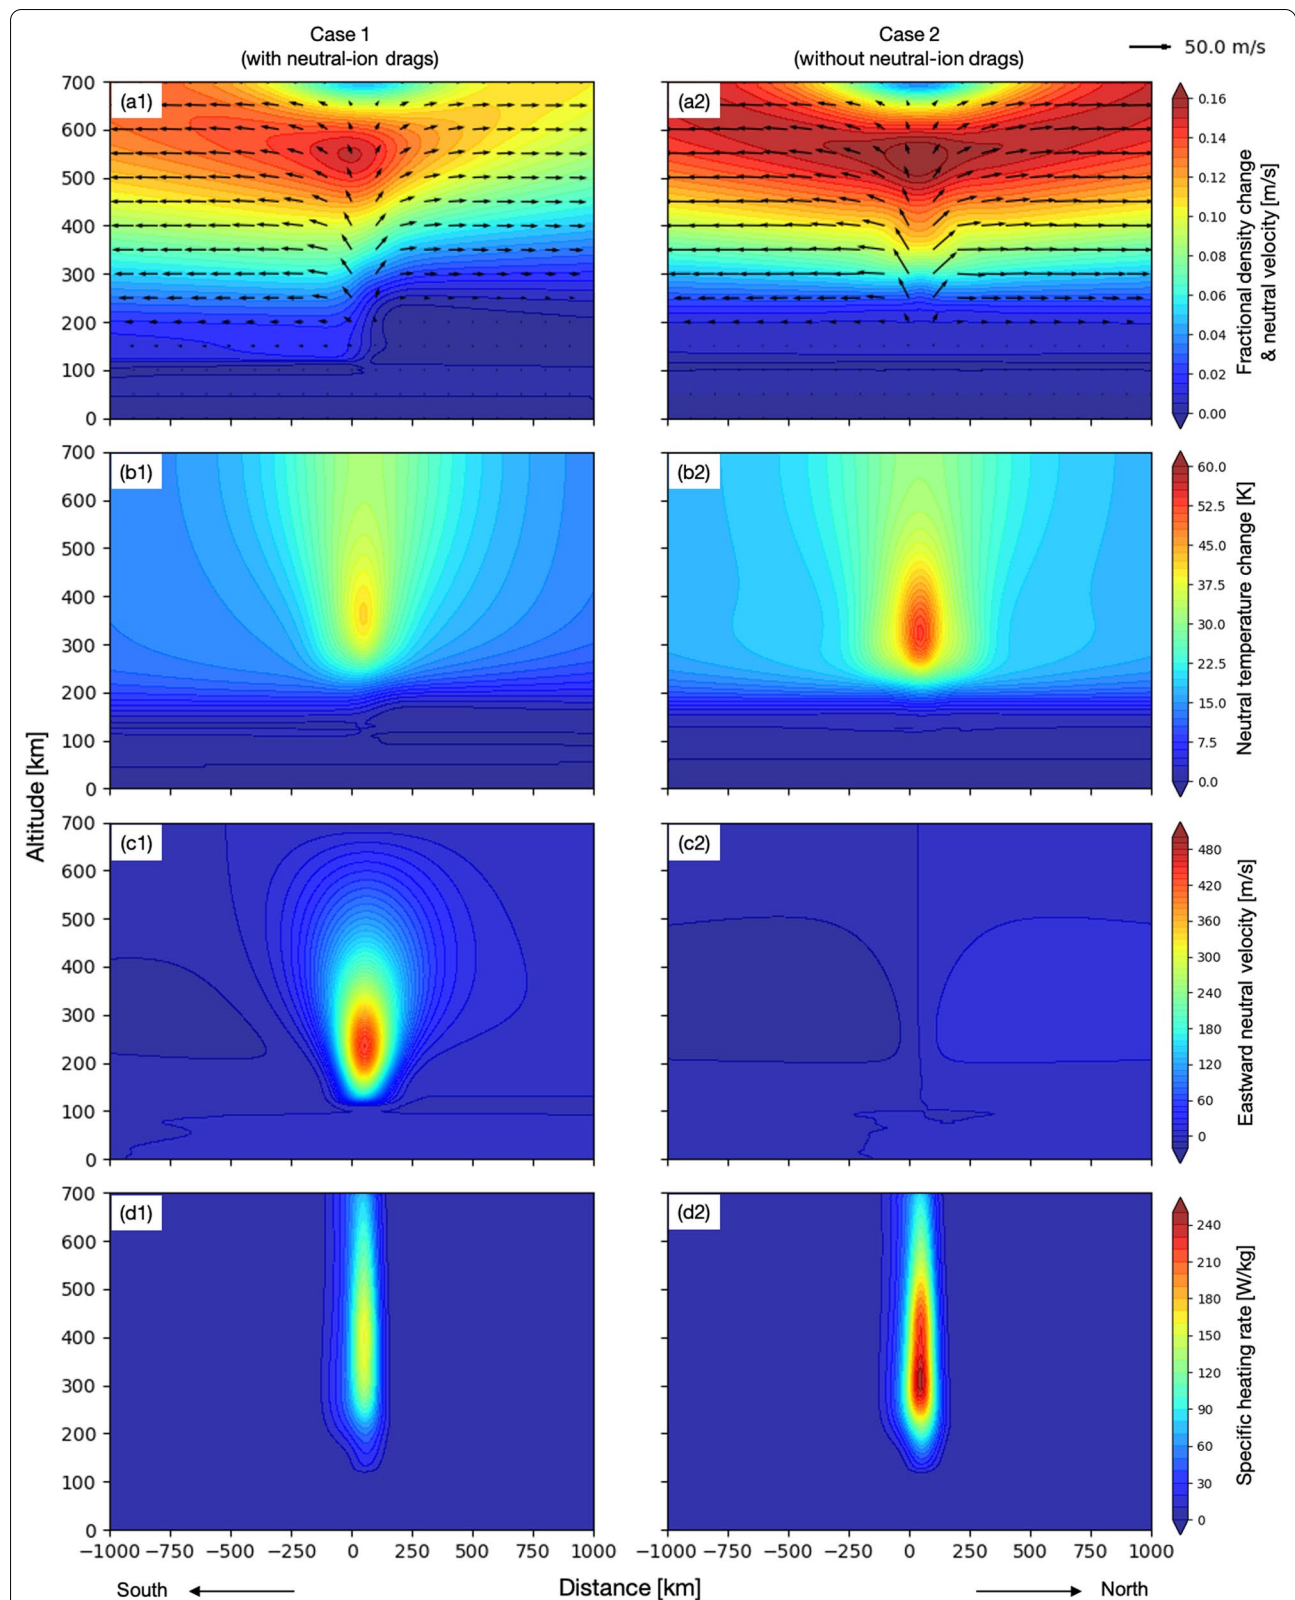 Case 1
(with neutral-ion drags)
Case 2
(without neutral-ion drags)
50.0 m/s
(a1)
700
600
500
400
300
200
100
0
(a2)
0.16
0.14
0.12
0.10
0.08
0.06
0.04
0.02
0.00
Fractional density change
& neutral velocity [m/s]
(b1)
700
600
500
400
300
200
100
0
(b2)
60.0
52.5
45.0
37.5
30.0
22.5
15.0
7.5
0.0
Neutral temperature change [K]
Altitude [km]
(c1)
700
600
500
400
300
200
100
0
(c2)
480
420
360
300
240
180
120
60
0
Eastward neutral velocity [m/s]
(d1)
700
600
500
400
300
200
100
0
(d2)
240
210
180
150
120
90
60
30
0
Specific heating rate [W/kg]
−1000 −750 −500 −250 0 250 500 750 1000
−1000 −750 −500 −250 0 250 500 750 1000
South
Distance [km]
North